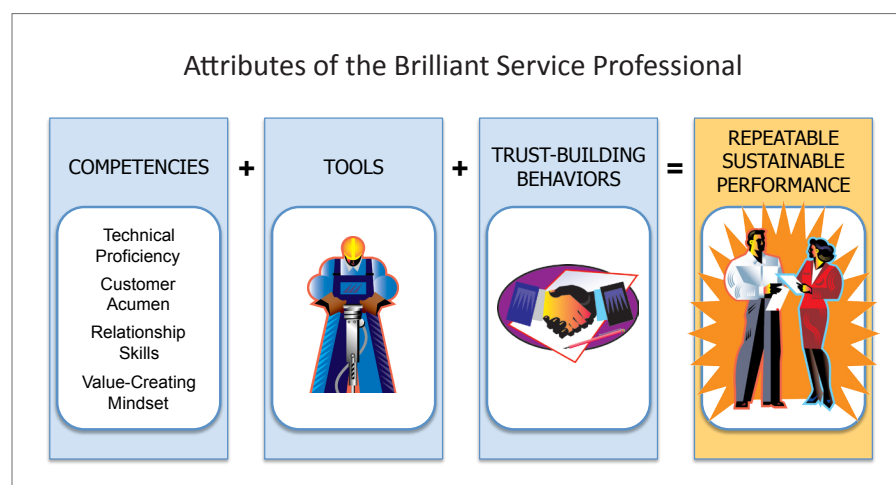 Attributes of the Brilliant Service Professional
COMPETENCIES
+
TOOLS
+
TRUST-BUILDING
BEHAVIORS
=
REPEATABLE
SUSTAINABLE
PERFORMANCE
Technical
Proficiency
Customer
Acumen
Relationship
Skills
Value-Creating
Mindset